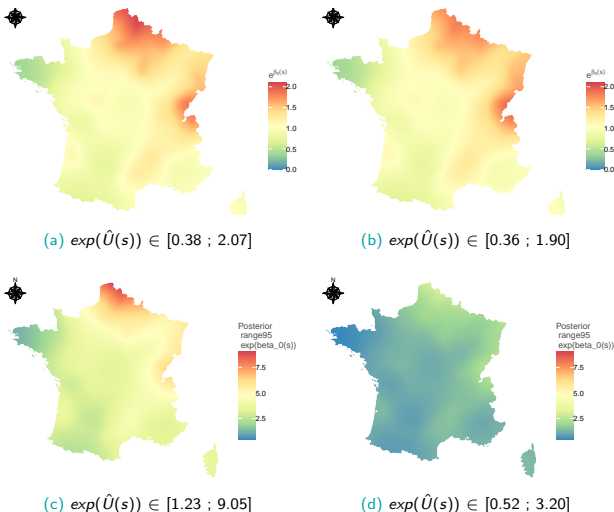 e^β₀(s)
2.0
1.5
1.0
0.5
0.0
e^β₀(s)
2.0
1.5
1.0
0.5
0.0
(a) exp(Û(s)) ∈ [0.38 ; 2.07]
(b) exp(Û(s)) ∈ [0.36 ; 1.90]
N
Posterior
range95
exp(beta_0(s))
7.5
5.0
2.5
N
Posterior
range95
exp(beta_0(s))
7.5
5.0
2.5
(c) exp(Û(s)) ∈ [1.23 ; 9.05]
(d) exp(Û(s)) ∈ [0.52 ; 3.20]